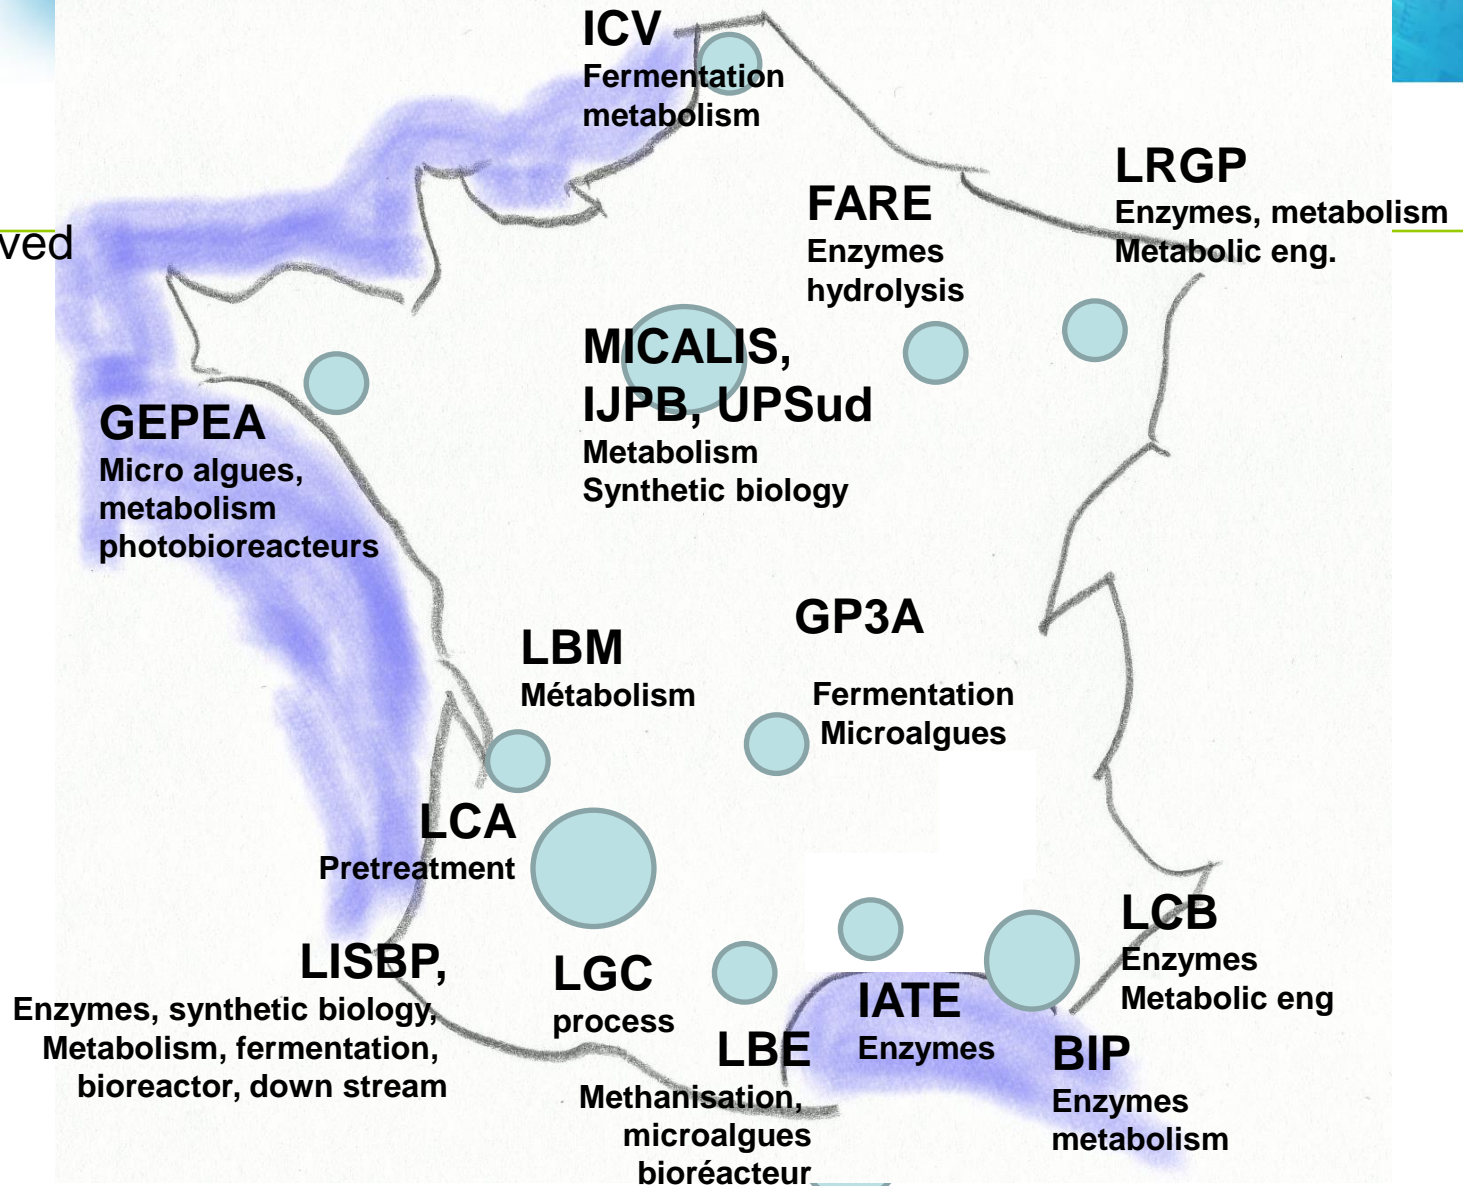 ICV
Fermentation
metabolism
LRGP
Enzymes, metabolism
Metabolic eng.
FARE
Enzymes
hydrolysis
ved
MICALIS,
IJPB, UPSud
Metabolism
Synthetic biology
GEPEA
Micro algues,
metabolism
photobioreacteurs
GP3A
Fermentation
Microalgues
LBM
Métabolism
LCA
Pretreatment
LISBP,
Enzymes, synthetic biology,
Metabolism, fermentation,
bioreactor, down stream
LGC
process
LBE
Methanisation,
microalgues
bioréacteur
IATE
Enzymes
LCB
Enzymes
Metabolic eng
BIP
Enzymes
metabolism